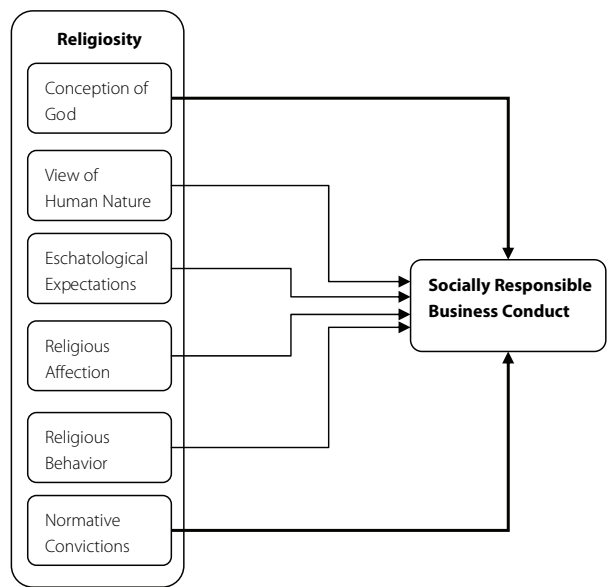 Religiosity
Conception of
God
View of
Human Nature
Eschatological
Expectations
Religious
Affection
Religious
Behavior
Normative
Convictions
Socially Responsible
Business Conduct